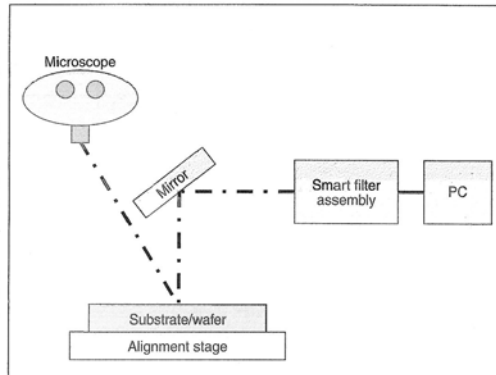 Microscope
Mirror
Smart filter
assembly
PC
Substrate/wafer
Alignment stage